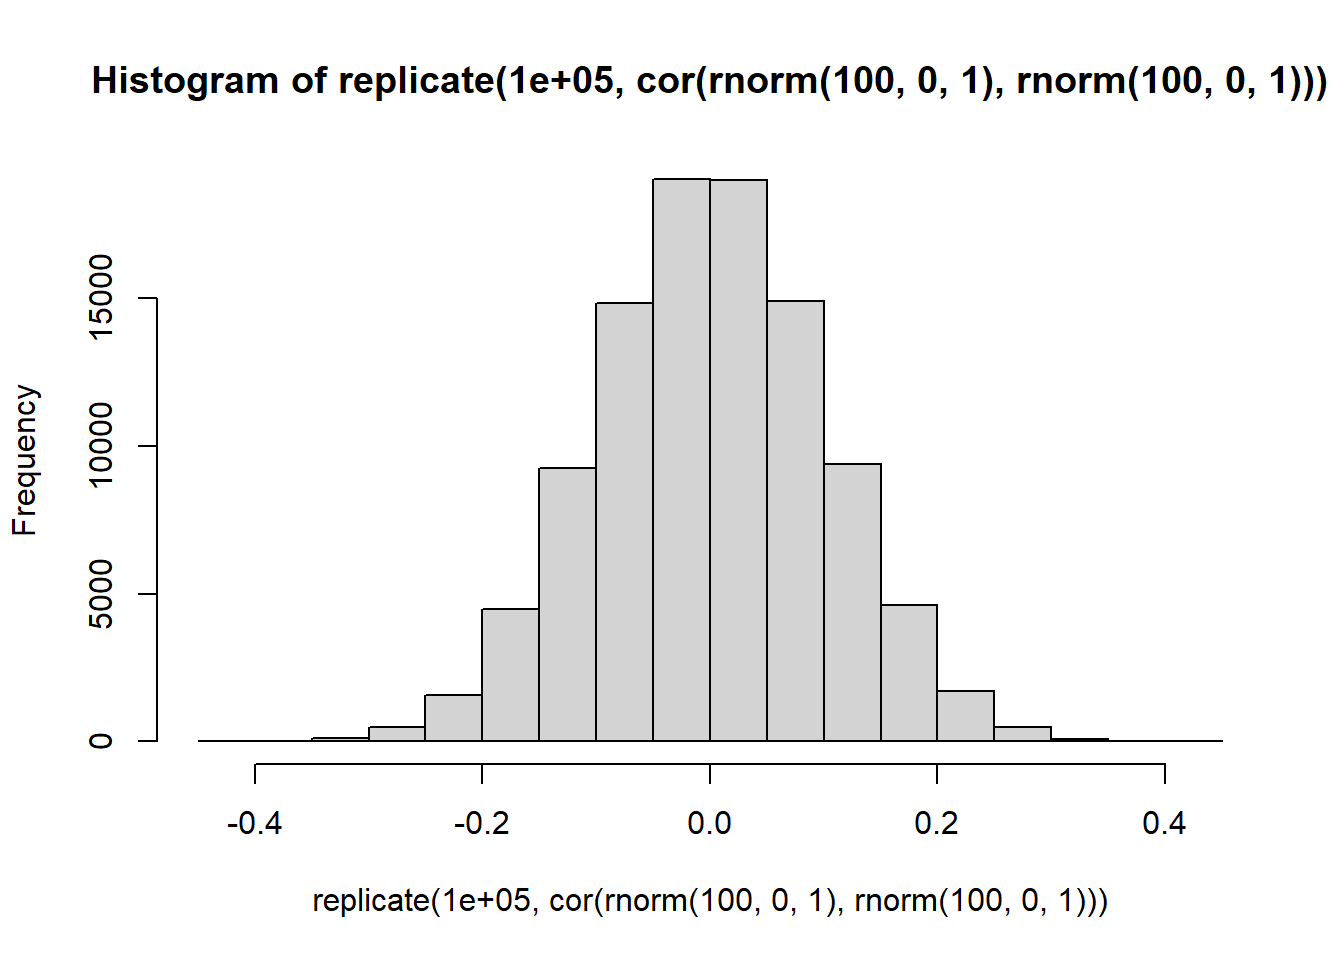 Histogram of replicate(1e+05, cor(rnorm(100, 0, 1), rnorm(100, 0, 1)))
Frequency
15000
10000
5000
0
-0.4 -0.2 0.0 0.2 0.4
replicate(1e+05, cor(rnorm(100, 0, 1), rnorm(100, 0, 1)))